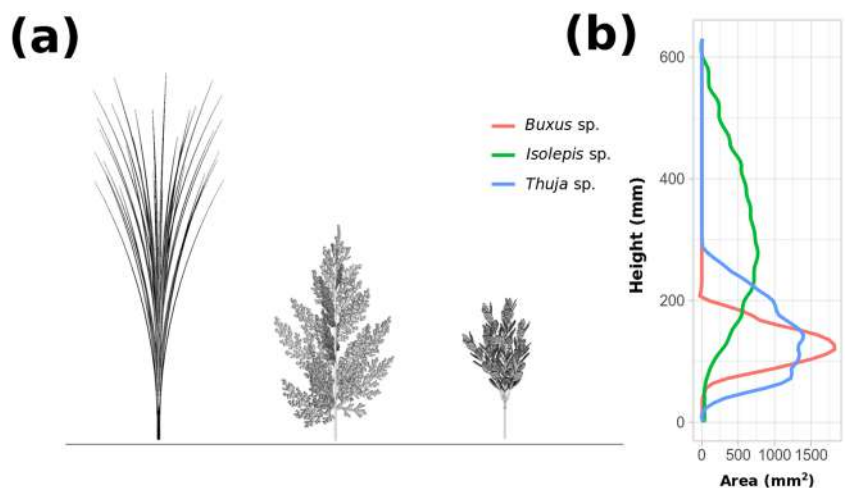 (a)
(b)
Buxus sp.
Isolepis sp.
Thuja sp.
Height (mm)
600
400
200
0
0 500 1000 1500
Area (mm²)